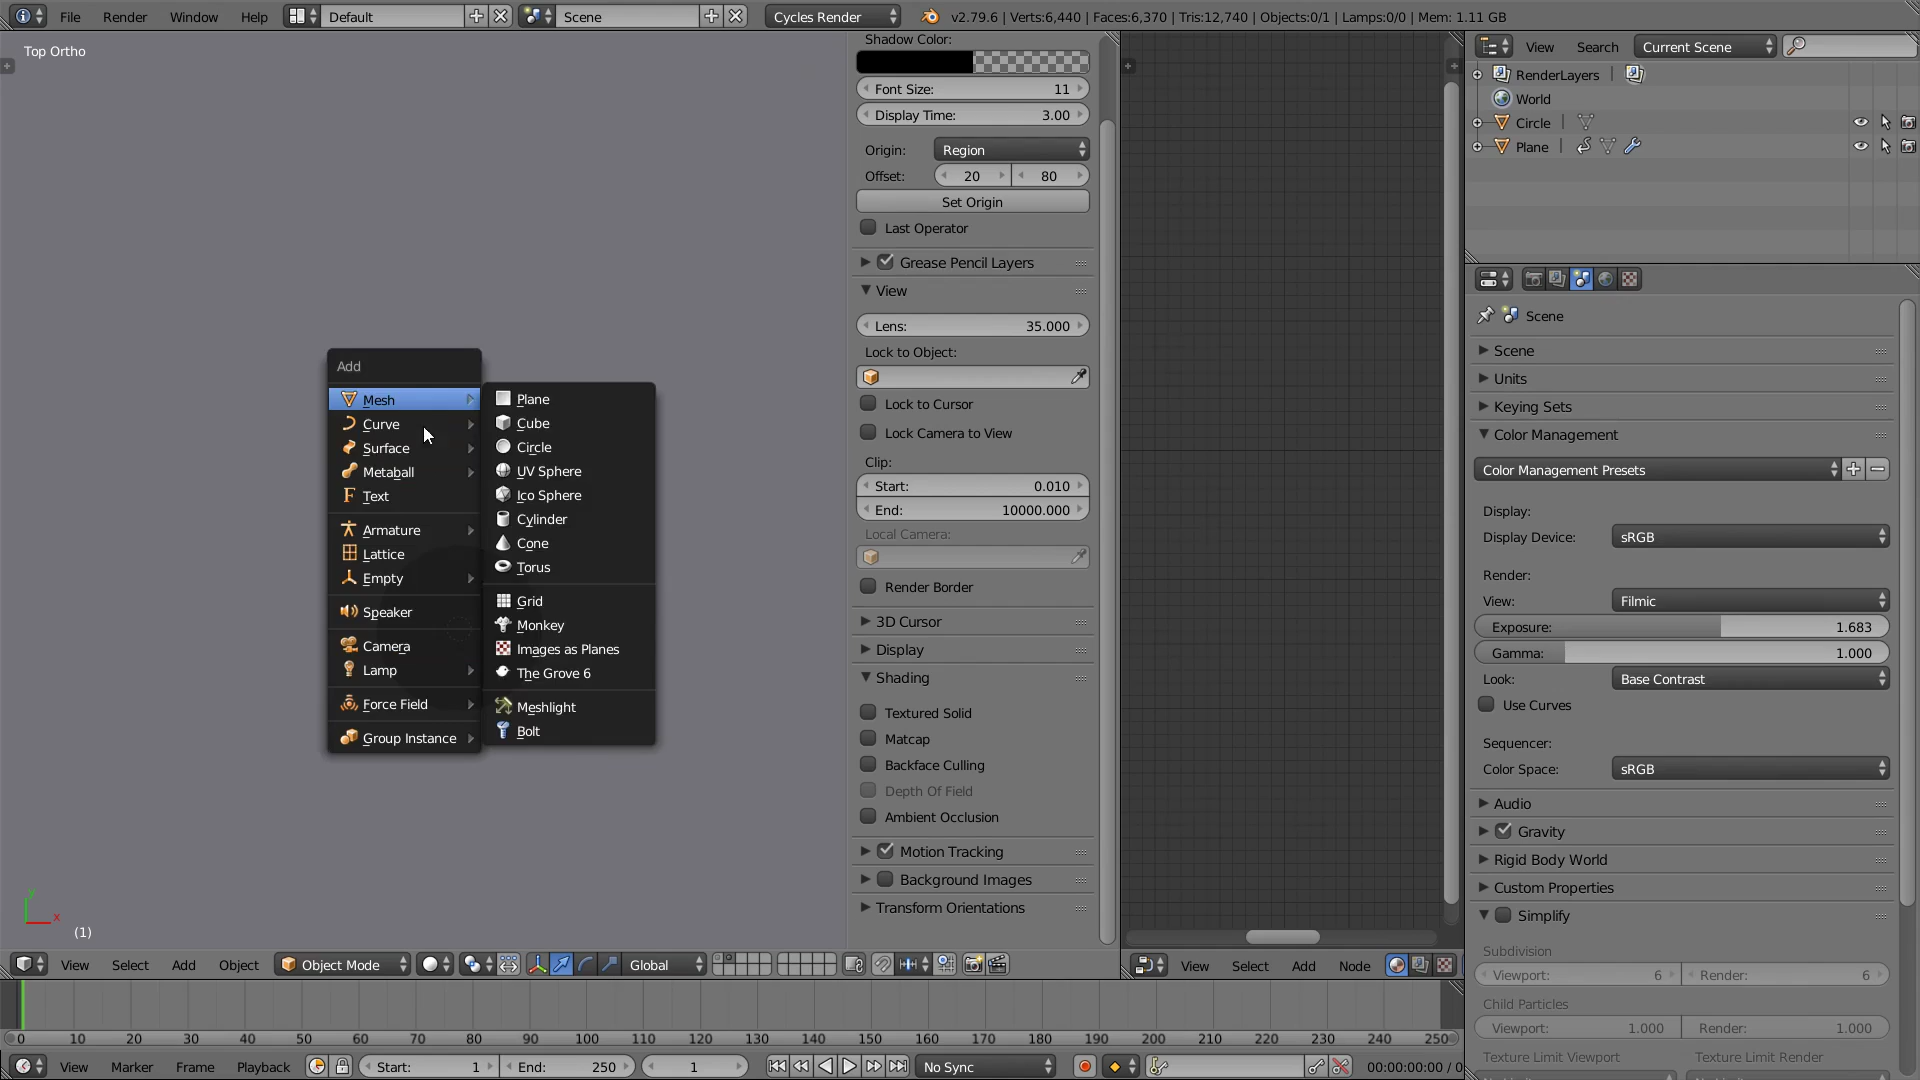 File Render Window Help Default Scene Cycles Render v2.79.6 | Verts:6,440 | Faces:6,370 | Tris:12,740 | Objects:0/1 | Lamps:0/0 | Mem: 1.11 GB
Top Ortho
Add
Mesh
Curve
Surface
Metaball
Text
Armature
Lattice
Empty
Speaker
Camera
Lamp
Force Field
Group Instance
Plane
Cube
Circle
UV Sphere
Ico Sphere
Cylinder
Cone
Torus
Grid
Monkey
Images as Planes
The Grove 6
Meshlight
Bolt
y
x
(1)
Shadow Color:
Font Size: 11
Display Time: 3.00
Origin: Region
Offset: 20 80
Set Origin
Last Operator
Grease Pencil Layers
View
Lens: 35.000
Lock to Object:
Lock to Cursor
Lock Camera to View
Clip:
Start: 0.010
End: 10000.000
Local Camera:
Render Border
3D Cursor
Display
Shading
Textured Solid
Matcap
Backface Culling
Depth Of Field
Ambient Occlusion
Motion Tracking
Background Images
Transform Orientations
View Search Current Scene
RenderLayers |
World
Circle |
Plane |
Scene
Scene
Units
Keying Sets
Color Management
Color Management Presets
Display:
Display Device: sRGB
Render:
View: Filmic
Exposure: 1.683
Gamma: 1.000
Look: Base Contrast
Use Curves
Sequencer:
Color Space: sRGB
Audio
Gravity
Rigid Body World
Custom Properties
Simplify
Subdivision
Viewport: 6 Render: 6
Child Particles
Viewport: 1.000 Render: 1.000
Texture Limit Viewport Texture Limit Render
View Select Add Object Object Mode Global
View Select Add Node
0 10 20 30 40 50 60 70 80 90 100 110 120 130 140 150 160 170 180 190 200 210 220 230 240 250
View Marker Frame Playback Start: 1 End: 250 1 No Sync 00:00:00:00 / 0